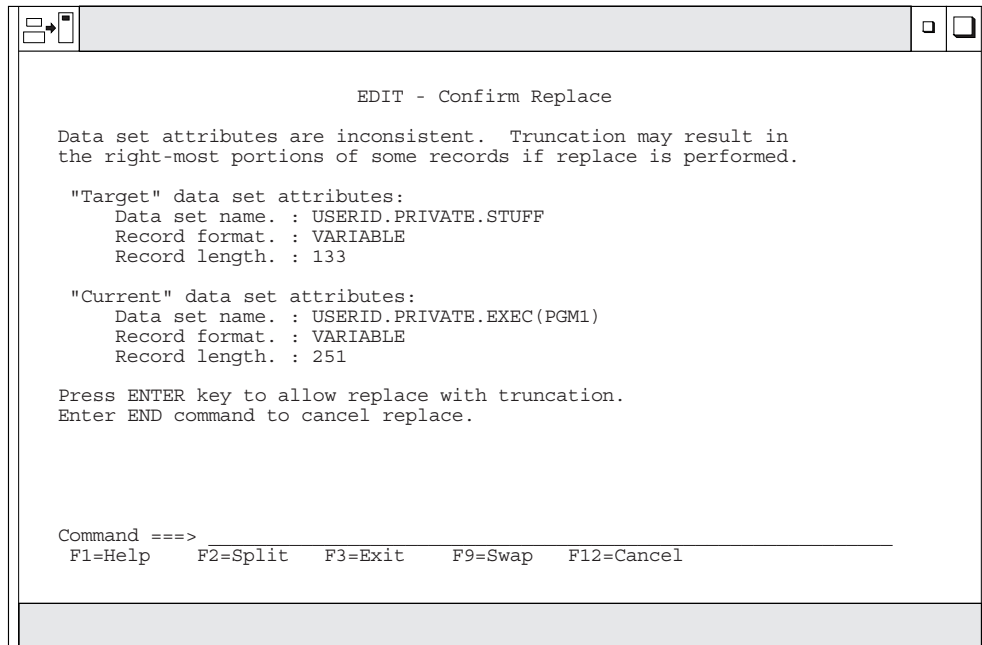 EDIT - Confirm Replace
Data set attributes are inconsistent. Truncation may result in
the right-most portions of some records if replace is performed.
"Target" data set attributes:
Data set name. : USERID.PRIVATE.STUFF
Record format. : VARIABLE
Record length. : 133
"Current" data set attributes:
Data set name. : USERID.PRIVATE.EXEC(PGM1)
Record format. : VARIABLE
Record length. : 251
Press ENTER key to allow replace with truncation.
Enter END command to cancel replace.
Command ===> ___________________________________________________________
F1=Help F2=Split F3=Exit F9=Swap F12=Cancel